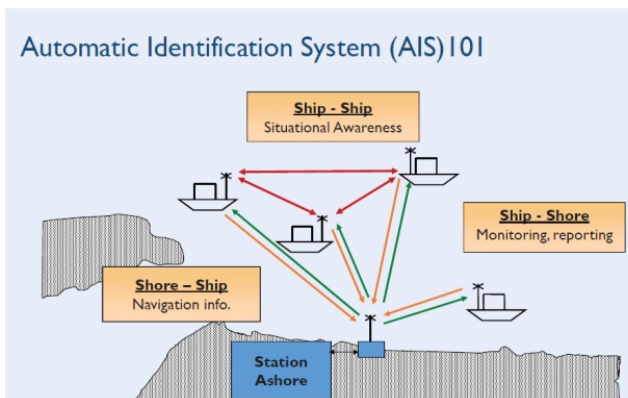 Automatic Identification System (AIS)101
Ship - Ship
Situational Awareness
Ship - Shore
Monitoring, reporting
Shore – Ship
Navigation info.
Station
Ashore